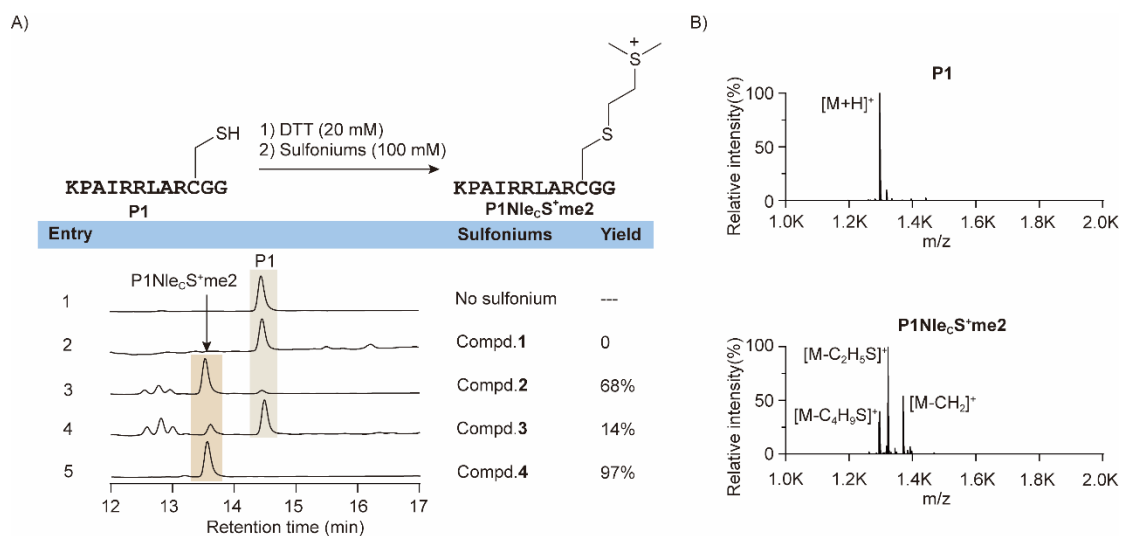 A)
+
S
S
SH
1) DTT (20 mM)
2) Sulfoniums (100 mM)
KPAIRRLARCGG
P1
KPAIRRLARCGG
P1NleCS+me2
Entry Sulfoniums Yield
P1NleCS+me2
P1
1 No sulfonium ---
2 Compd.1 0
3 Compd.2 68%
4 Compd.3 14%
5 Compd.4 97%
12 13 14 15 16 17
Retention time (min)
B)
P1
Relative intensity(%)
100
50
0
[M+H]+
1.0K 1.2K 1.4K 1.6K 1.8K 2.0K
m/z
P1NleCS+me2
Relative intensity(%)
100
50
0
[M-C2H5S]+
[M-C4H9S]+
[M-CH2]+
1.0K 1.2K 1.4K 1.6K 1.8K 2.0K
m/z